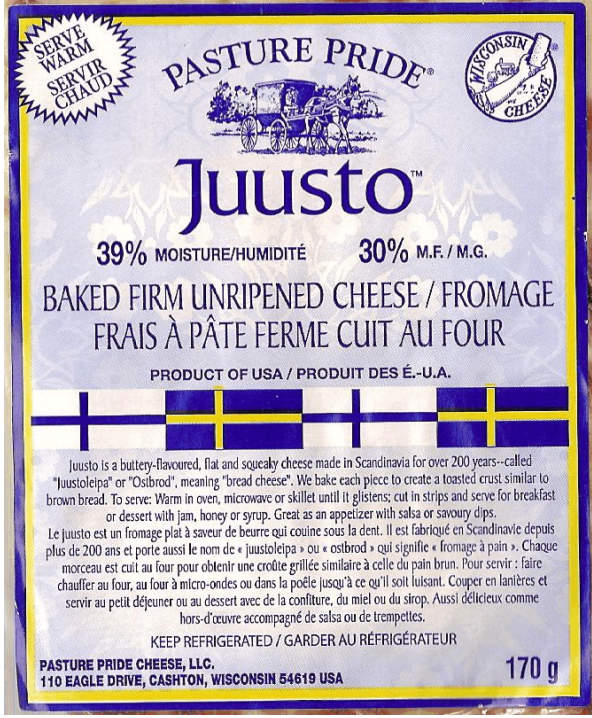 SERVE
WARM
SERVIR
CHAUD
PASTURE PRIDE®
WISCONSIN
CHEESE
®
Juusto™
39% MOISTURE/HUMIDITÉ 30% M.F. / M.G.
BAKED FIRM UNRIPENED CHEESE / FROMAGE
FRAIS À PÂTE FERME CUIT AU FOUR
PRODUCT OF USA / PRODUIT DES É.-U.A.
Juusto is a buttery-flavoured, flat and squeaky cheese made in Scandinavia for over 200 years--called
"Juustoleipa" or "Ostbrod", meaning "bread cheese". We bake each piece to create a toasted crust similar to
brown bread. To serve: Warm in oven, microwave or skillet until it glistens; cut in strips and serve for breakfast
or dessert with jam, honey or syrup. Great as an appetizer with salsa or savoury dips.
Le juusto est un fromage plat à saveur de beurre qui couine sous la dent. Il est fabriqué en Scandinavie depuis
plus de 200 ans et porte aussi le nom de « juustoleipa » ou « ostbrod » qui signifie « fromage à pain ». Chaque
morceau est cuit au four pour obtenir une croûte grillée similaire à celle du pain brun. Pour servir : faire
chauffer au four, au four à micro-ondes ou dans la poêle jusqu'à ce qu'il soit luisant. Couper en lanières et
servir au petit déjeuner ou au dessert avec de la confiture, du miel ou du sirop. Aussi délicieux comme
hors-d'œuvre accompagné de salsa ou de trempettes.
KEEP REFRIGERATED / GARDER AU RÉFRIGÉRATEUR
PASTURE PRIDE CHEESE, LLC.
110 EAGLE DRIVE, CASHTON, WISCONSIN 54619 USA
170 g